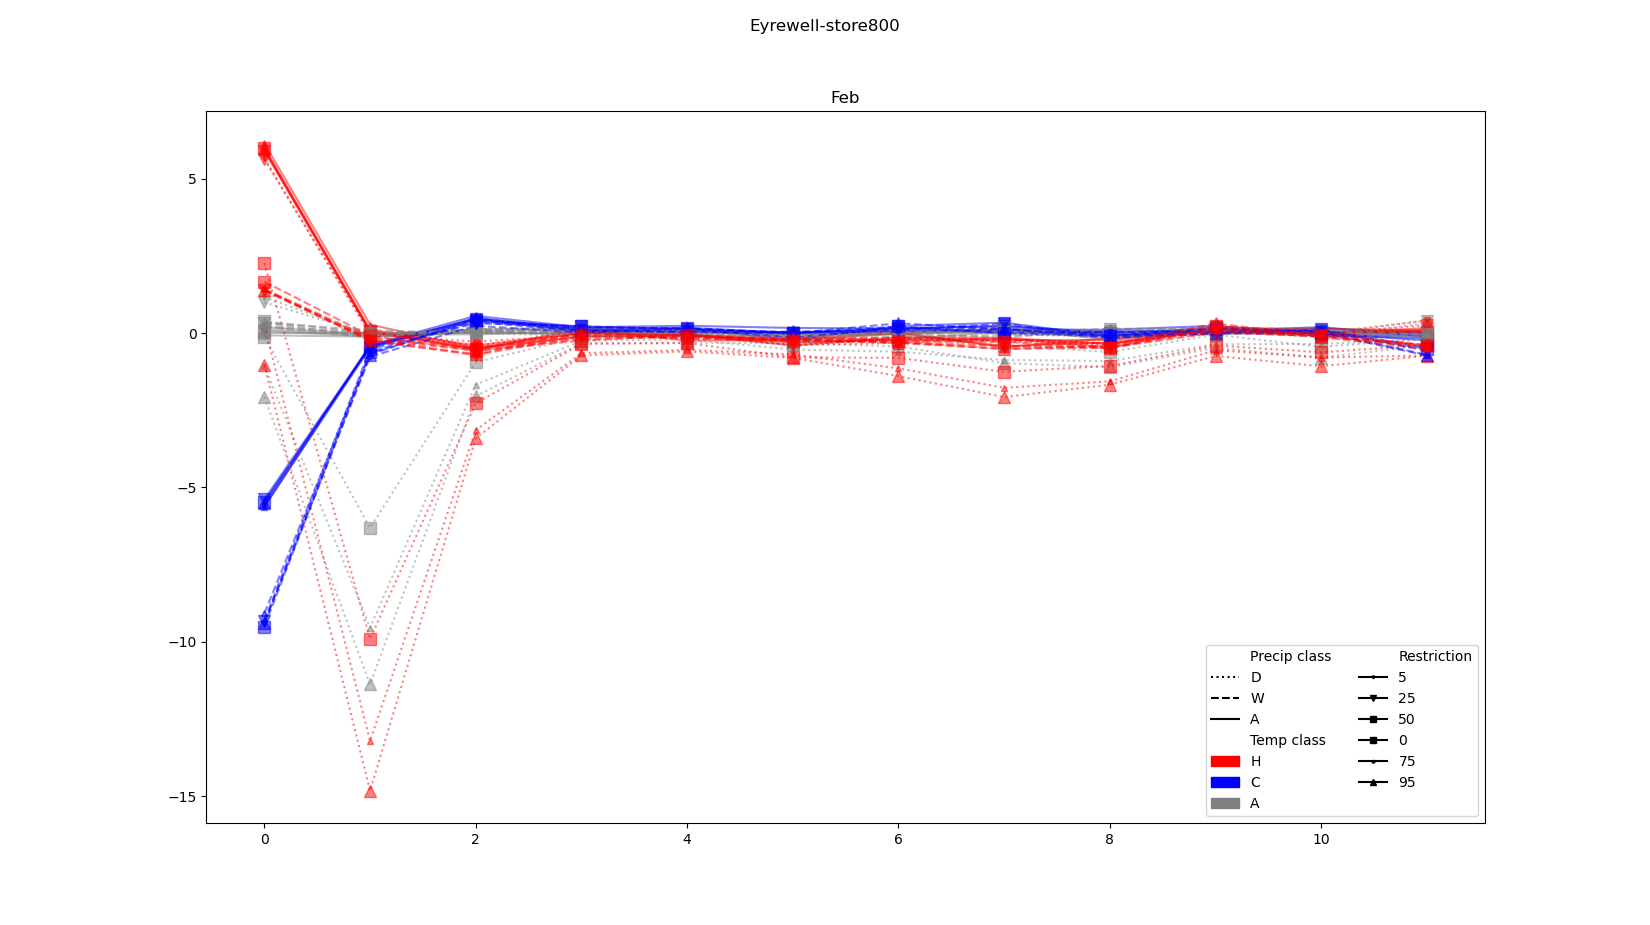 Eyrewell-store800
Feb
5
0
−5
−10
−15
0 2 4 6 8 10
Precip class
D
W
A
Temp class
H
C
A
Restriction
5
25
50
0
75
95